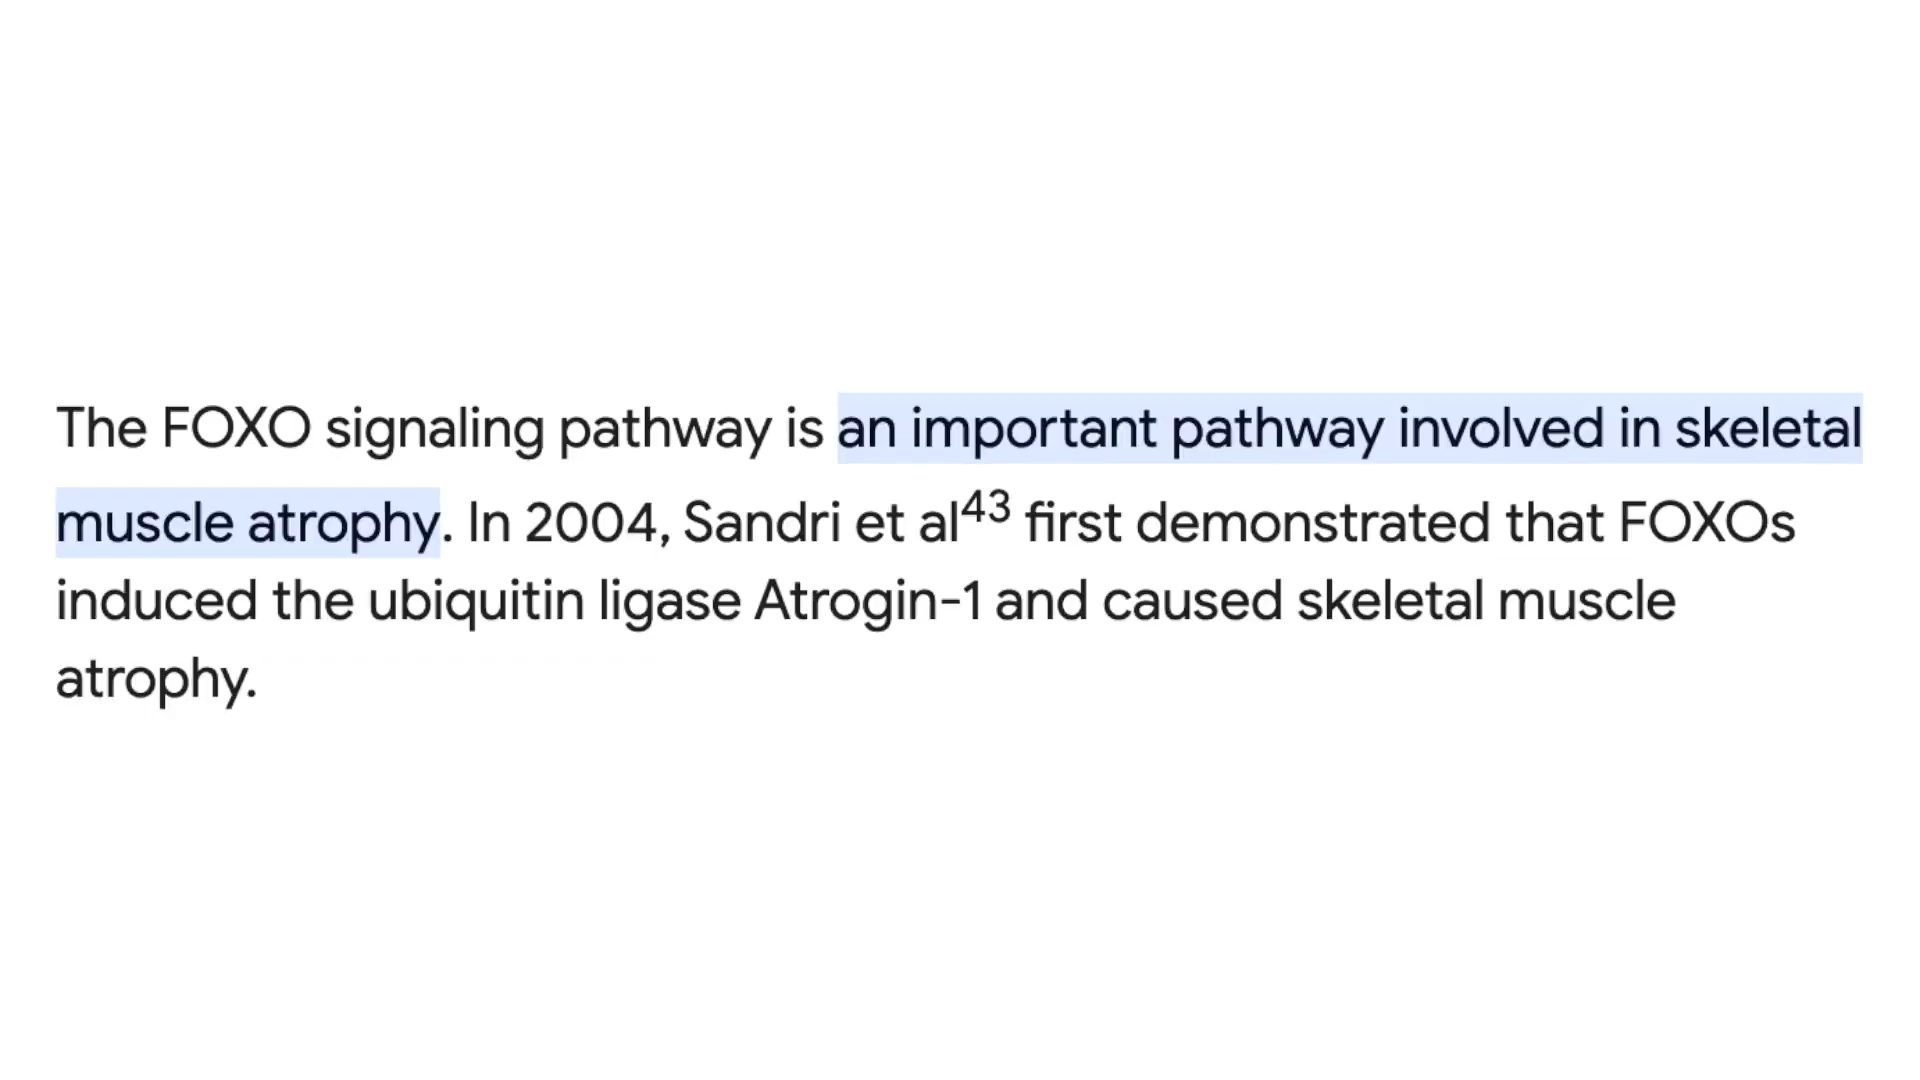 The FOXO signaling pathway is an important pathway involved in skeletal
muscle atrophy. In 2004, Sandri et al43 first demonstrated that FOXOs
induced the ubiquitin ligase Atrogin-1 and caused skeletal muscle
atrophy.